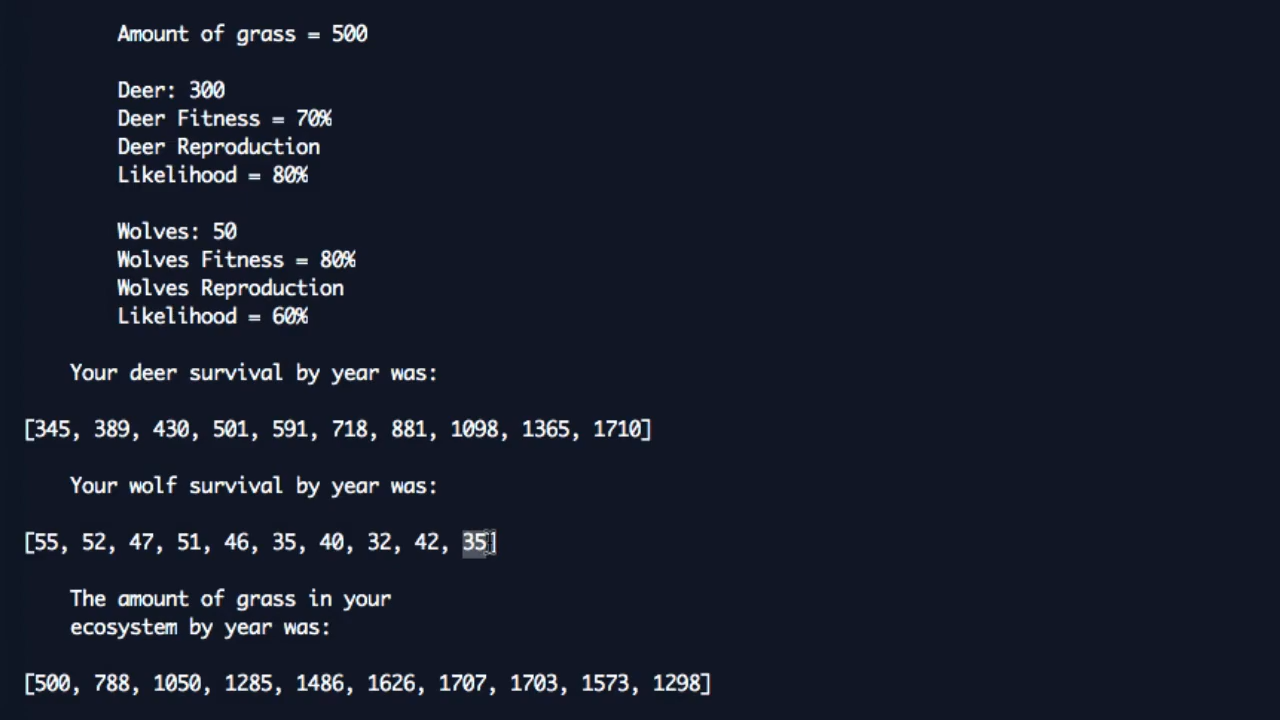 Amount of grass = 500
Deer: 300
Deer Fitness = 70%
Deer Reproduction
Likelihood = 80%
Wolves: 50
Wolves Fitness = 80%
Wolves Reproduction
Likelihood = 60%
Your deer survival by year was:
[345, 389, 430, 501, 591, 718, 881, 1098, 1365, 1710]
Your wolf survival by year was:
[55, 52, 47, 51, 46, 35, 40, 32, 42, 35]
The amount of grass in your
ecosystem by year was:
[500, 788, 1050, 1285, 1486, 1626, 1707, 1703, 1573, 1298]